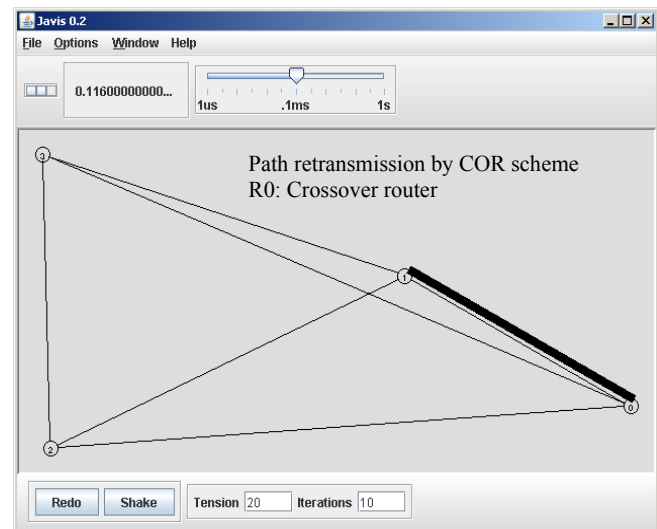 Javis 0.2
File Options Window Help
0.11600000000...
1us .1ms 1s
Path retransmission by COR scheme
R0: Crossover router
3
1
0
2
Redo Shake Tension 20 Iterations 10